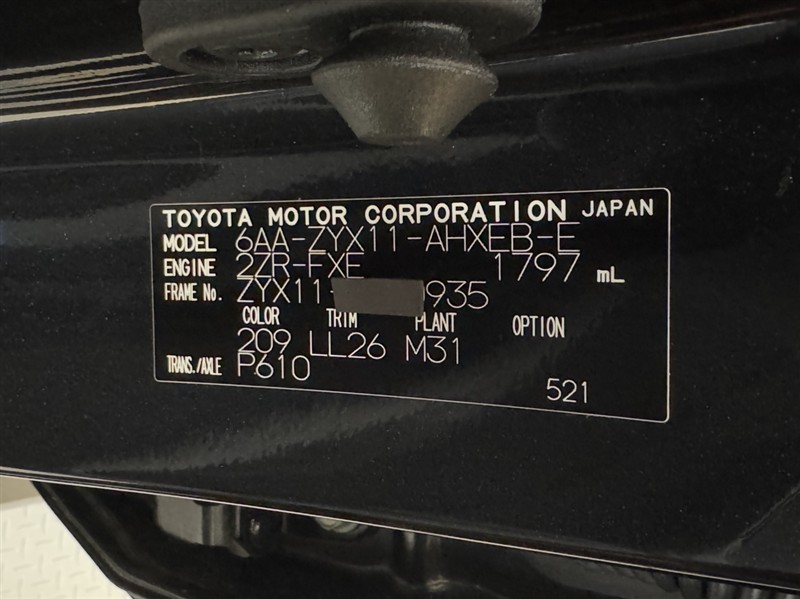 TOYOTA MOTOR CORPORATION JAPAN
MODEL 6AA-ZYX11-AHXEB-E
ENGINE 2ZR-FXE 1797 mL
FRAME No. ZYX11- 935
COLOR TRIM PLANT OPTION
209 LL26 M31
TRANS./AXLE P610
521